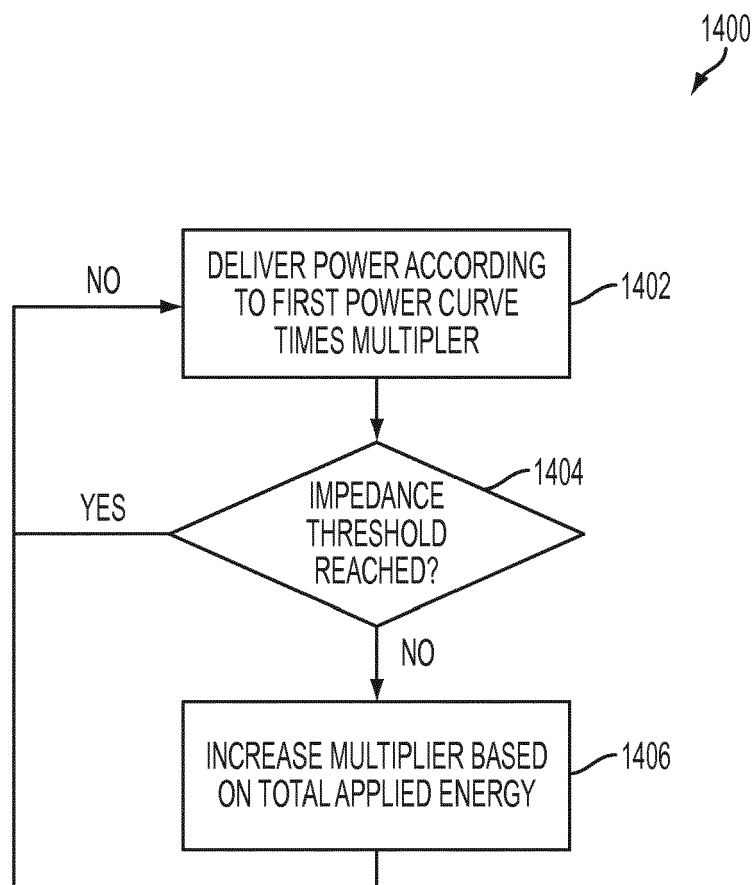 1400
NO
DELIVER POWER ACCORDING
TO FIRST POWER CURVE
TIMES MULTIPLER
1402
YES
IMPEDANCE
THRESHOLD
REACHED?
1404
NO
INCREASE MULTIPLIER BASED
ON TOTAL APPLIED ENERGY
1406